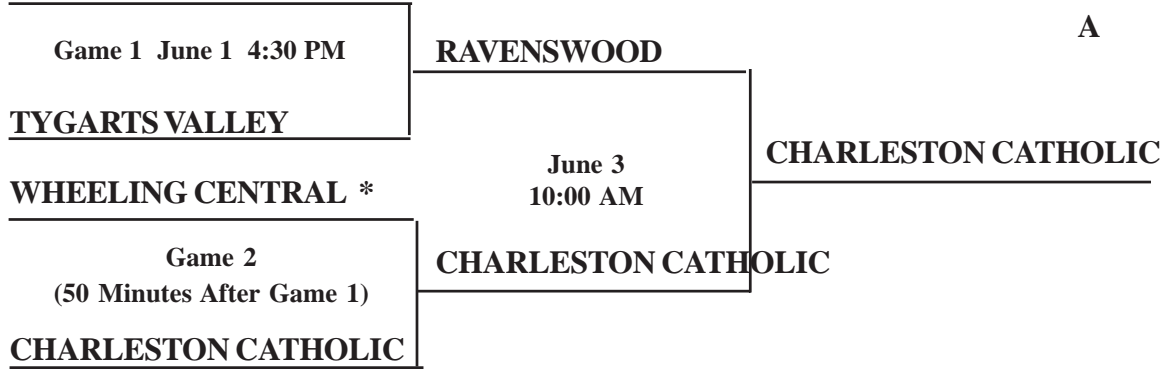 A
Game 1 June 1 4:30 PM
RAVENSWOOD
TYGARTS VALLEY
June 3
10:00 AM
CHARLESTON CATHOLIC
WHEELING CENTRAL *
Game 2
(50 Minutes After Game 1)
CHARLESTON CATHOLIC
CHARLESTON CATHOLIC